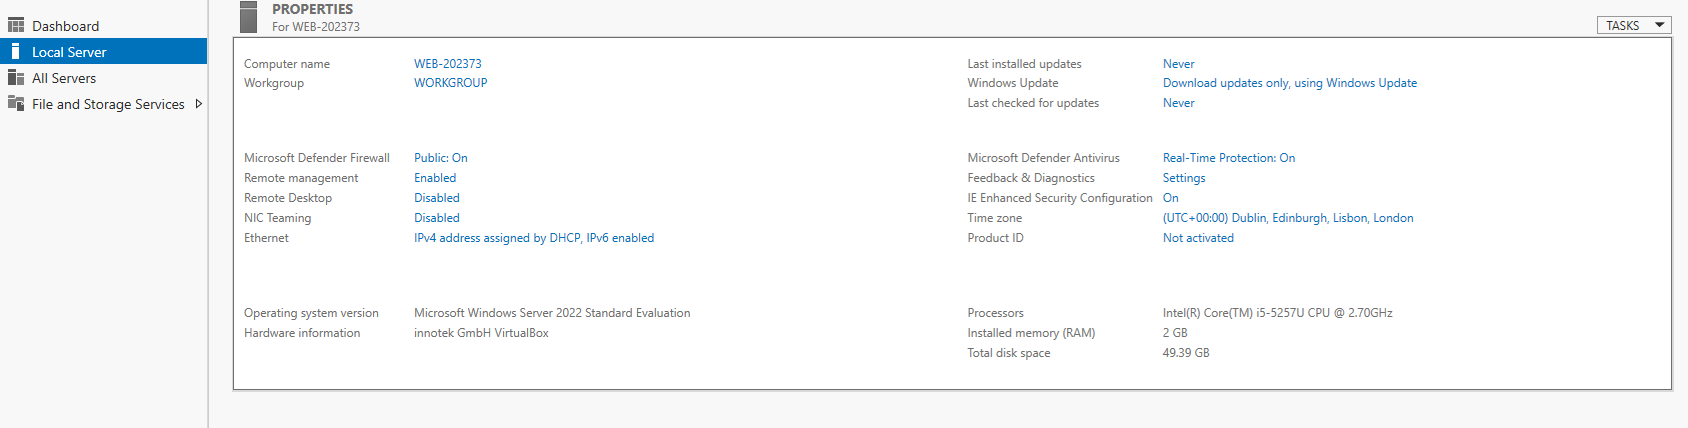 Dashboard
Local Server
All Servers
File and Storage Services
PROPERTIES
For WEB-202373
TASKS
Computer name WEB-202373
Workgroup WORKGROUP
Last installed updates Never
Windows Update Download updates only, using Windows Update
Last checked for updates Never
Microsoft Defender Firewall Public: On
Remote management Enabled
Remote Desktop Disabled
NIC Teaming Disabled
Ethernet IPv4 address assigned by DHCP, IPv6 enabled
Microsoft Defender Antivirus Real-Time Protection: On
Feedback & Diagnostics Settings
IE Enhanced Security Configuration On
Time zone (UTC+00:00) Dublin, Edinburgh, Lisbon, London
Product ID Not activated
Operating system version Microsoft Windows Server 2022 Standard Evaluation
Hardware information innotek GmbH VirtualBox
Processors Intel(R) Core(TM) i5-5257U CPU @ 2.70GHz
Installed memory (RAM) 2 GB
Total disk space 49.39 GB